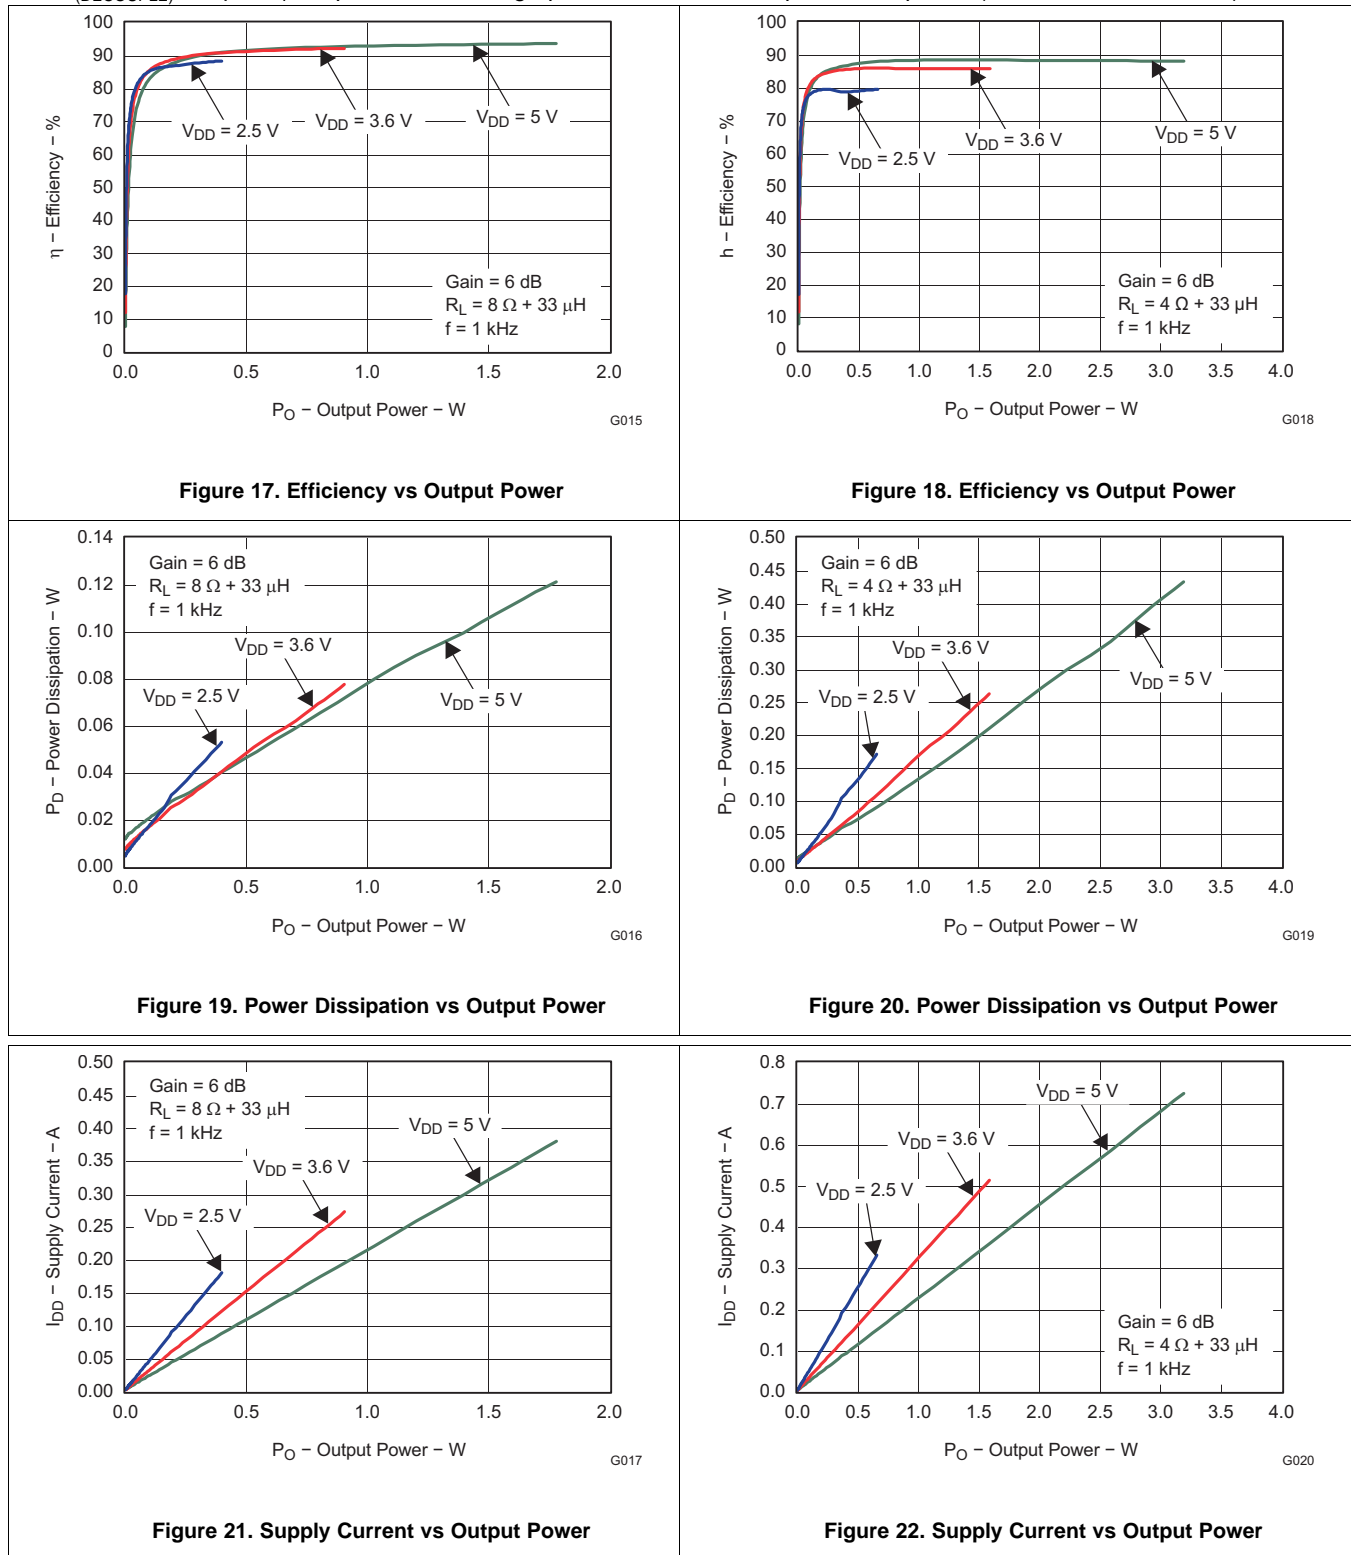 100
90
80
70
60
50
40
30
20
10
0
η − Efficiency − %
VDD = 2.5 V
VDD = 3.6 V
VDD = 5 V
Gain = 6 dB
RL = 8 Ω + 33 µH
f = 1 kHz
0.0 0.5 1.0 1.5 2.0
PO − Output Power − W
G015
Figure 17. Efficiency vs Output Power
100
90
80
70
60
50
40
30
20
10
0
h − Efficiency − %
VDD = 2.5 V
VDD = 3.6 V
VDD = 5 V
Gain = 6 dB
RL = 4 Ω + 33 µH
f = 1 kHz
0.0 0.5 1.0 1.5 2.0 2.5 3.0 3.5 4.0
PO − Output Power − W
G018
Figure 18. Efficiency vs Output Power
0.14
0.12
0.10
0.08
0.06
0.04
0.02
0.00
PD − Power Dissipation − W
Gain = 6 dB
RL = 8 Ω + 33 µH
f = 1 kHz
VDD = 3.6 V
VDD = 2.5 V
VDD = 5 V
0.0 0.5 1.0 1.5 2.0
PO − Output Power − W
G016
Figure 19. Power Dissipation vs Output Power
0.50
0.45
0.40
0.35
0.30
0.25
0.20
0.15
0.10
0.05
0.00
PD − Power Dissipation − W
Gain = 6 dB
RL = 4 Ω + 33 µH
f = 1 kHz
VDD = 3.6 V
VDD = 2.5 V
VDD = 5 V
0.0 0.5 1.0 1.5 2.0 2.5 3.0 3.5 4.0
PO − Output Power − W
G019
Figure 20. Power Dissipation vs Output Power
0.50
0.45
0.40
0.35
0.30
0.25
0.20
0.15
0.10
0.05
0.00
IDD − Supply Current − A
Gain = 6 dB
RL = 8 Ω + 33 µH
f = 1 kHz
VDD = 5 V
VDD = 3.6 V
VDD = 2.5 V
0.0 0.5 1.0 1.5 2.0
PO − Output Power − W
G017
Figure 21. Supply Current vs Output Power
0.8
0.7
0.6
0.5
0.4
0.3
0.2
0.1
0.0
IDD − Supply Current − A
VDD = 5 V
VDD = 3.6 V
VDD = 2.5 V
Gain = 6 dB
RL = 4 Ω + 33 µH
f = 1 kHz
0.0 0.5 1.0 1.5 2.0 2.5 3.0 3.5 4.0
PO − Output Power − W
G020
Figure 22. Supply Current vs Output Power